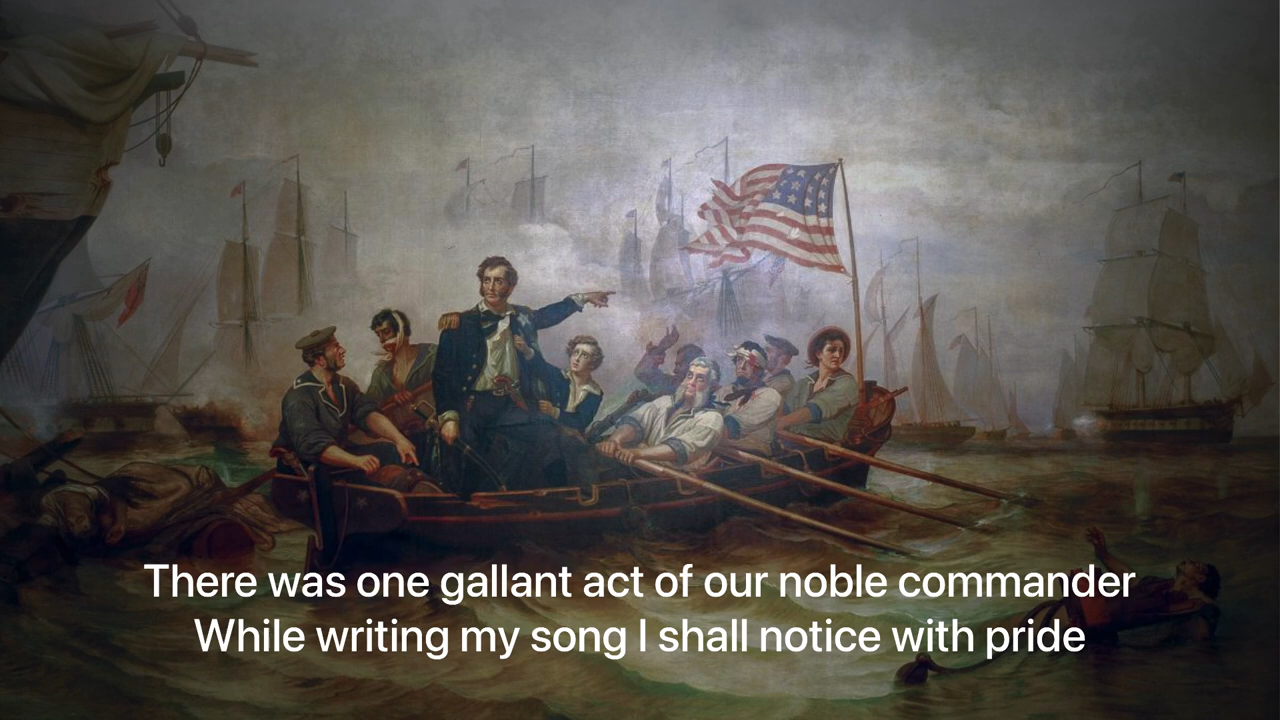 There was one gallant act of our noble commander
While writing my song I shall notice with pride